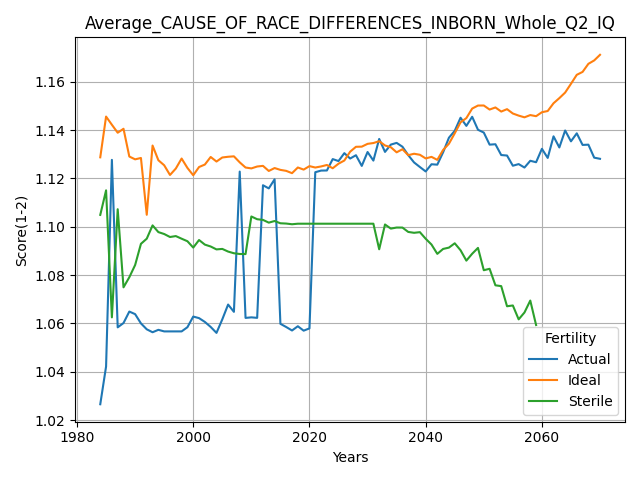 Average_CAUSE_OF_RACE_DIFFERENCES_INBORN_Whole_Q2_IQ
Score(1-2)
1.16
1.14
1.12
1.10
1.08
1.06
1.04
1.02
1980
2000
2020
2040
2060
Years
Fertility
Actual
Ideal
Sterile